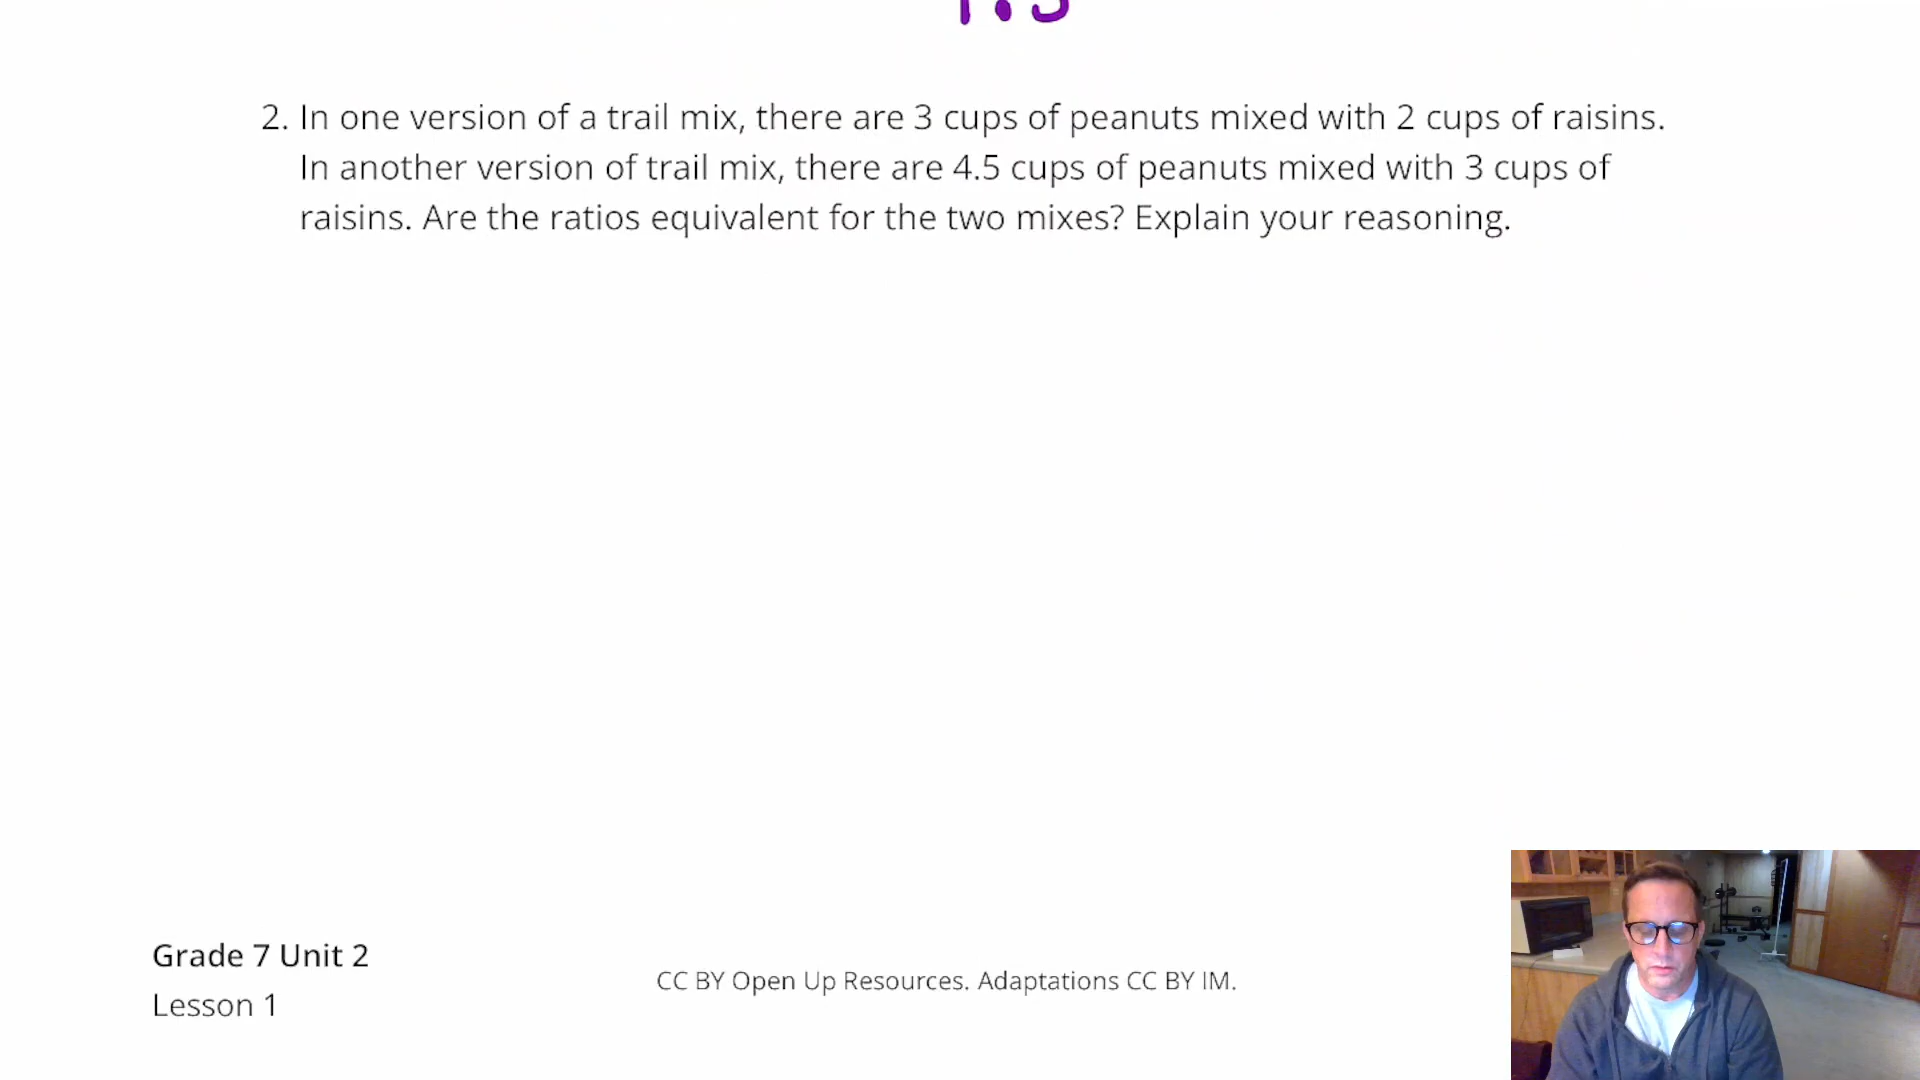 2. In one version of a trail mix, there are 3 cups of peanuts mixed with 2 cups of raisins.
In another version of trail mix, there are 4.5 cups of peanuts mixed with 3 cups of
raisins. Are the ratios equivalent for the two mixes? Explain your reasoning.
Grade 7 Unit 2
Lesson 1
CC BY Open Up Resources. Adaptations CC BY IM.